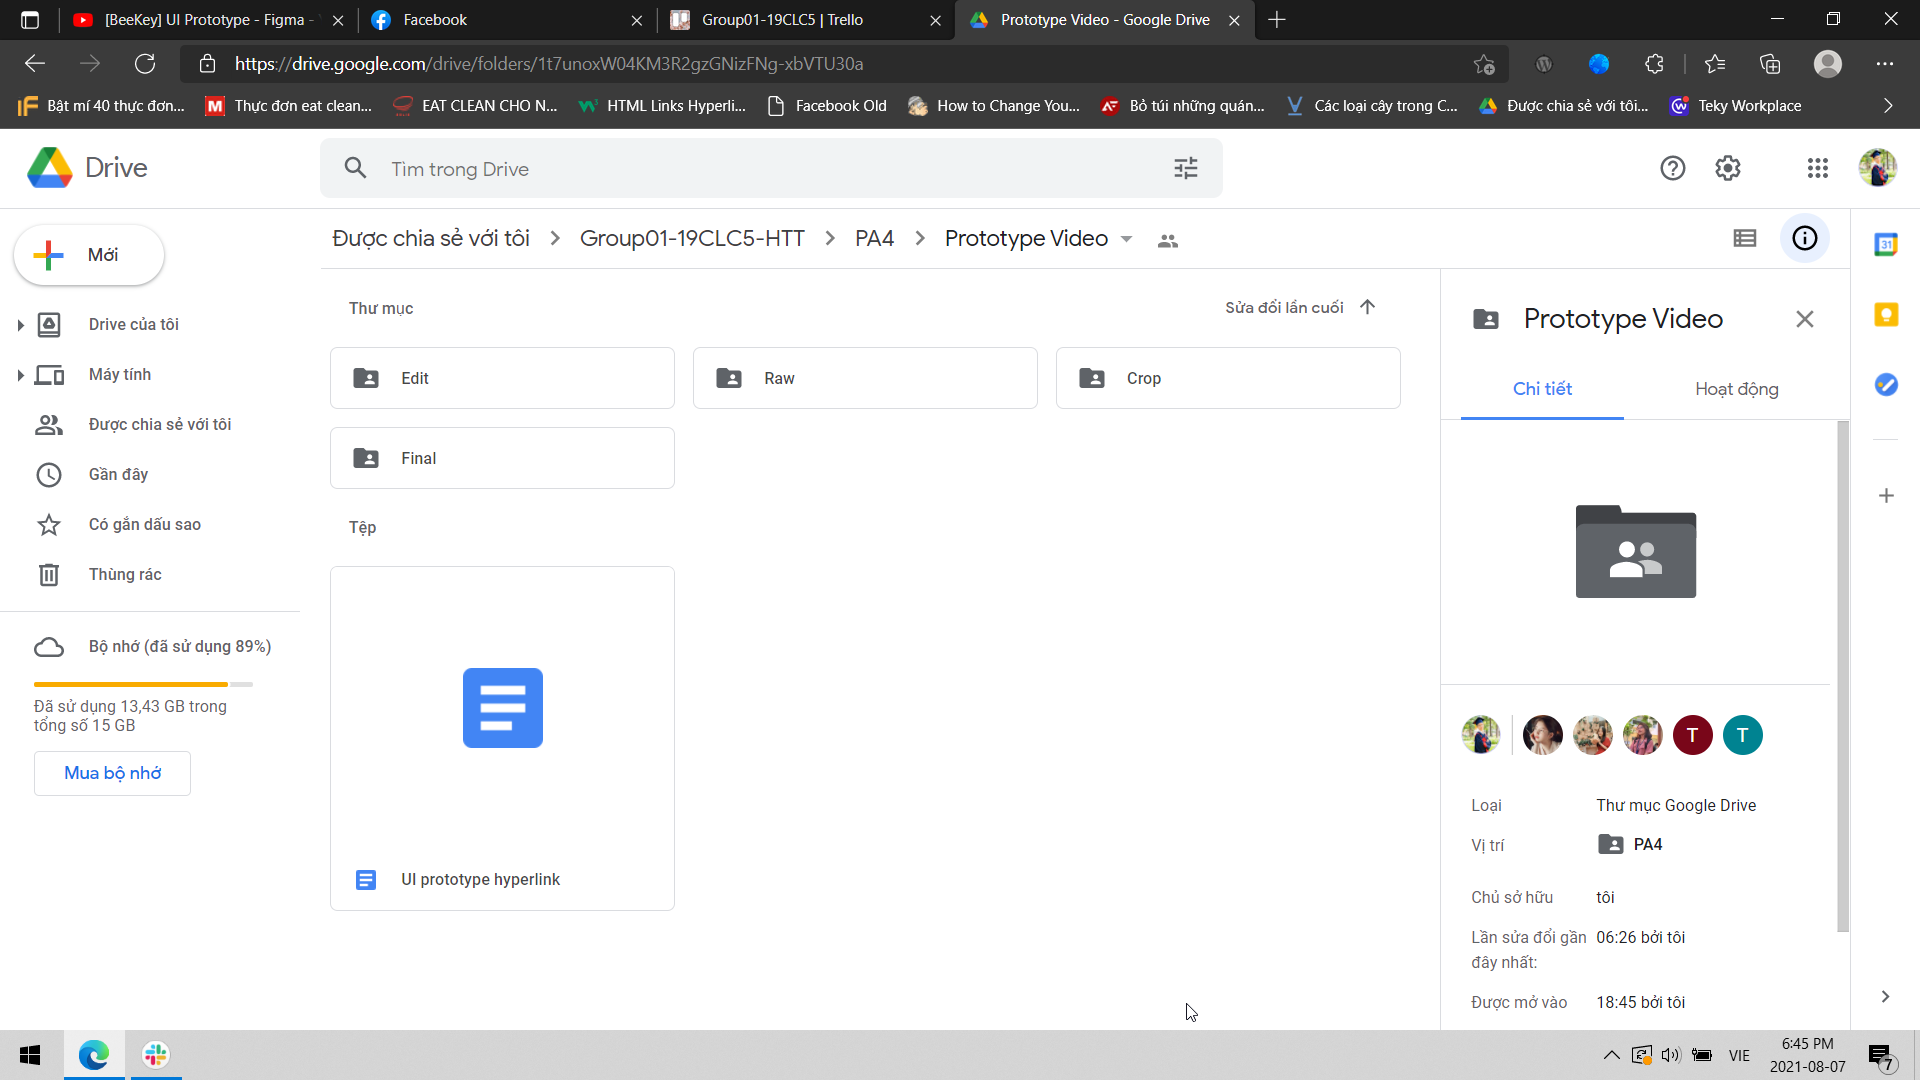 [BeeKey] UI Prototype - Figma -
Facebook
Group01-19CLC5 | Trello
Prototype Video - Google Drive
https://drive.google.com/drive/folders/1t7unoxW04KM3R2gzGNizFNg-xbVTU30a
Bật mí 40 thực đơn...
Thực đơn eat clean...
EAT CLEAN CHO N...
HTML Links Hyperli...
Facebook Old
How to Change You...
Bỏ túi những quán...
Các loại cây trong C...
Được chia sẻ với tôi...
Teky Workplace
Drive
Tìm trong Drive
Mới
Được chia sẻ với tôi
Group01-19CLC5-HTT
PA4
Prototype Video
Drive của tôi
Máy tính
Được chia sẻ với tôi
Gần đây
Có gắn dấu sao
Thùng rác
Bộ nhớ (đã sử dụng 89%)
Đã sử dụng 13,43 GB trong
tổng số 15 GB
Mua bộ nhớ
Thư mục
Sửa đổi lần cuối
Edit
Raw
Crop
Final
Tệp
UI prototype hyperlink
Prototype Video
Chi tiết
Hoạt động
T
T
Loại
Thư mục Google Drive
Vị trí
PA4
Chủ sở hữu
tôi
Lần sửa đổi gần
đây nhất:
06:26 bởi tôi
Được mở vào
18:45 bởi tôi
31
VIE
6:45 PM
2021-08-07
7